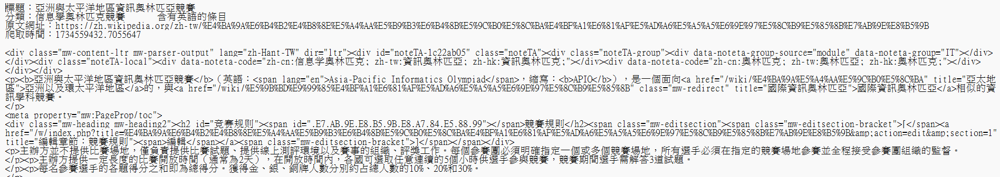 標題：亞洲與太平洋地區資訊奧林匹亞競賽
分類：信息學奧林匹克競賽      含有英語的條目
原文網址：https://zh.wikipedia.org/zh-tw/%E4%BA%9A%E6%B4%B2%E4%B8%8E%E5%A4%AA%E5%B9%B3%E6%B4%8B%E5%9C%B0%E5%8C%BA%E4%BF%A1%E6%81%AF%E5%AD%A6%E5%A5%A5%E6%9E%97%E5%8C%B9%E5%85%8B%E7%AB%9E%E8%B5%9B
爬取時間：1734559432.7055647
<div class="mw-content-ltr mw-parser-output" lang="zh-Hant-TW" dir="ltr"><div id="noteTA-1c22ab05" class="noteTA"><div class="noteTA-group"><div data-noteta-group-source="module" data-noteta-group="IT"></div>
</div><div class="noteTA-local"><div data-noteta-code="zh-cn:信息学奥林匹克; zh-tw:資訊奧林匹亞; zh-hk:資訊奧林匹克;"></div><div data-noteta-code="zh-cn:奥林匹克; zh-tw:奧林匹亞; zh-hk:奧林匹克;"></div>
</div></div>
<p><b>亞洲與太平洋地區資訊奧林匹亞競賽</b>（英語：<span lang="en">Asia-Pacific Informatics Olympiad</span>，縮寫：<b>APIO</b>），是一個面向<a href="/wiki/%E4%BA%9A%E5%A4%AA%E5%9C%B0%E5%8C%BA" title="亞太地
區">亞洲以及環太平洋地區</a>的，與<a href="/wiki/%E5%9B%BD%E9%99%85%E4%BF%A1%E6%81%AF%E5%AD%A6%E5%A5%A5%E6%9E%97%E5%8C%B9%E5%85%8B" class="mw-redirect" title="國際資訊奧林匹亞">國際資訊奧林匹亞</a>相似的資
訊學科競賽。
</p>
<meta property="mw:PageProp/toc">
<div class="mw-heading mw-heading2"><h2 id="竞赛规则"><span id=".E7.AB.9E.E8.B5.9B.E8.A7.84.E5.88.99"></span>競賽規則</h2><span class="mw-editsection"><span class="mw-editsection-bracket">[</span><a
href="/w/index.php?title=%E4%BA%9A%E6%B4%B2%E4%B8%8E%E5%A4%AA%E5%B9%B3%E6%B4%8B%E5%9C%B0%E5%8C%BA%E4%BF%A1%E6%81%AF%E5%AD%A6%E5%A5%A5%E6%9E%97%E5%8C%B9%E5%85%8B%E7%AB%9E%E8%B5%9B&amp;action=edit&amp;section=1"
title="編輯章節：競賽規則"><span>編輯</span></a><span class="mw-editsection-bracket">]</span></span></div>
<p>主辦方並不提供比賽場地，僅負責提供比賽試題、提供線上測評環境以及賽事的組織、評獎工作。每個參賽團必須明確指定一個或多個競賽場地，所有選手必須在指定的競賽場地參賽並全程接受參賽團組織的監督。
</p><p>主辦方提供一定長度的比賽開放時間（通常為2天），在開放時間內，各國可選取任意連續的5個小時供選手參與競賽，競賽期間選手需解答3道試題。
</p><p>每名參賽選手的各題得分之和即為總得分。獲得金、銀、銅牌人數分別約占總人數的10%、20%和30%。
</p>